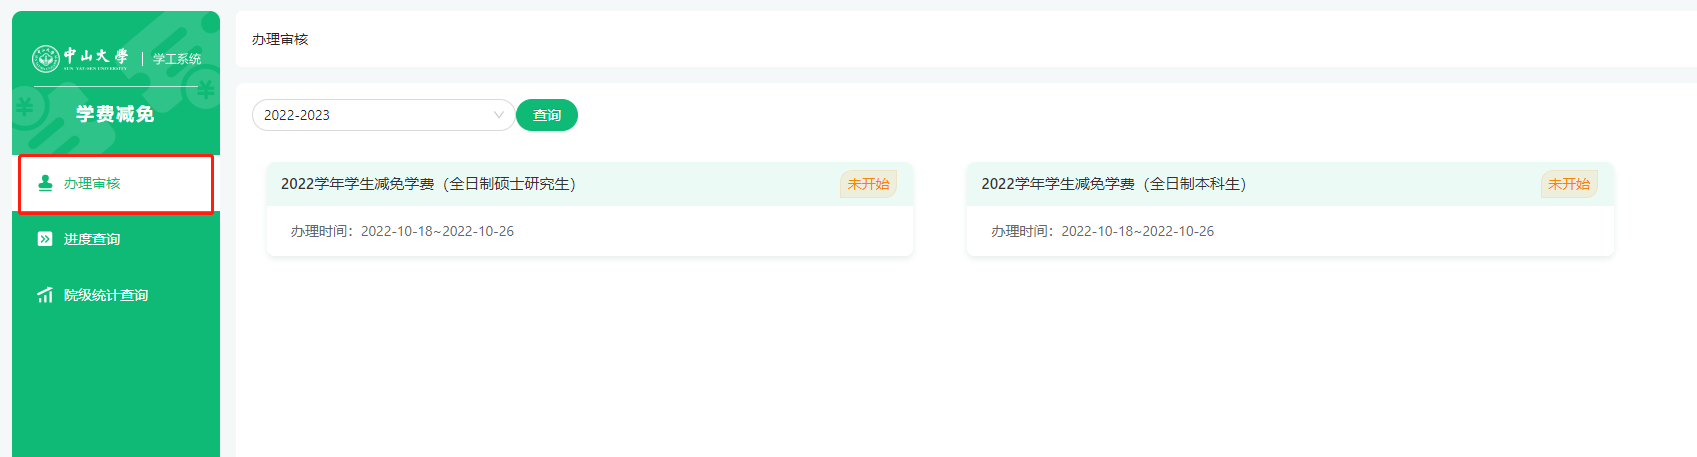 中山大学
SUN YAT-SEN UNIVERSITY
学工系统
学费减免
办理审核
进度查询
院级统计查询
办理审核
2022-2023
查询
2022学年学生减免学费（全日制硕士研究生）
未开始
办理时间：2022-10-18~2022-10-26
2022学年学生减免学费（全日制本科生）
未开始
办理时间：2022-10-18~2022-10-26